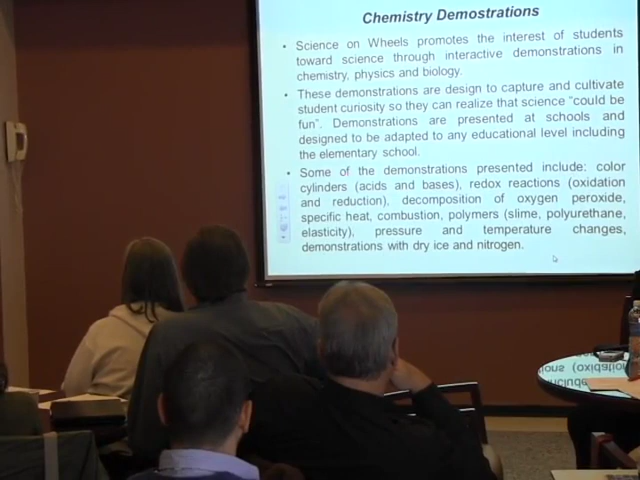 Chemistry Demostrations
• Science on Wheels promotes the interest of students
toward science through interactive demonstrations in
chemistry, physics and biology.
• These demonstrations are design to capture and cultivate
student curiosity so they can realize that science "could be
fun". Demonstrations are presented at schools and
designed to be adapted to any educational level including
the elementary school.
• Some of the demonstrations presented include: color
cylinders (acids and bases), redox reactions (oxidation
and reduction), decomposition of oxygen peroxide,
specific heat, combustion, polymers (slime, polyurethane,
elasticity), pressure and temperature changes,
demonstrations with dry ice and nitrogen.
ions (oxidation
include